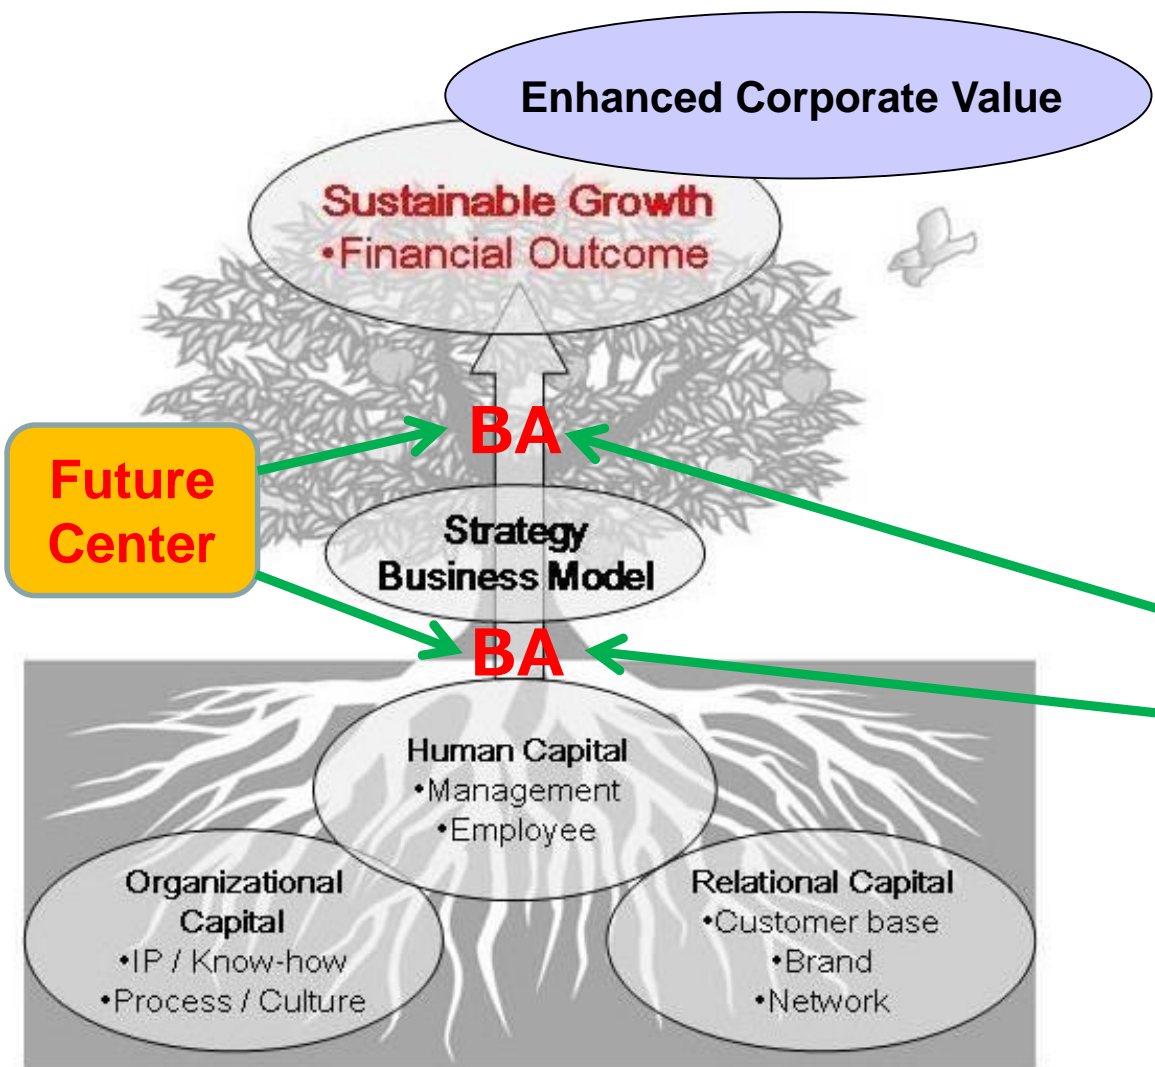 Enhanced Corporate Value
Sustainable Growth
•Financial Outcome
BA
Future
Center
Strategy
Business Model
BA
Human Capital
•Management
•Employee
Organizational
Capital
•IP / Know-how
•Process / Culture
Relational Capital
•Customer base
•Brand
•Network